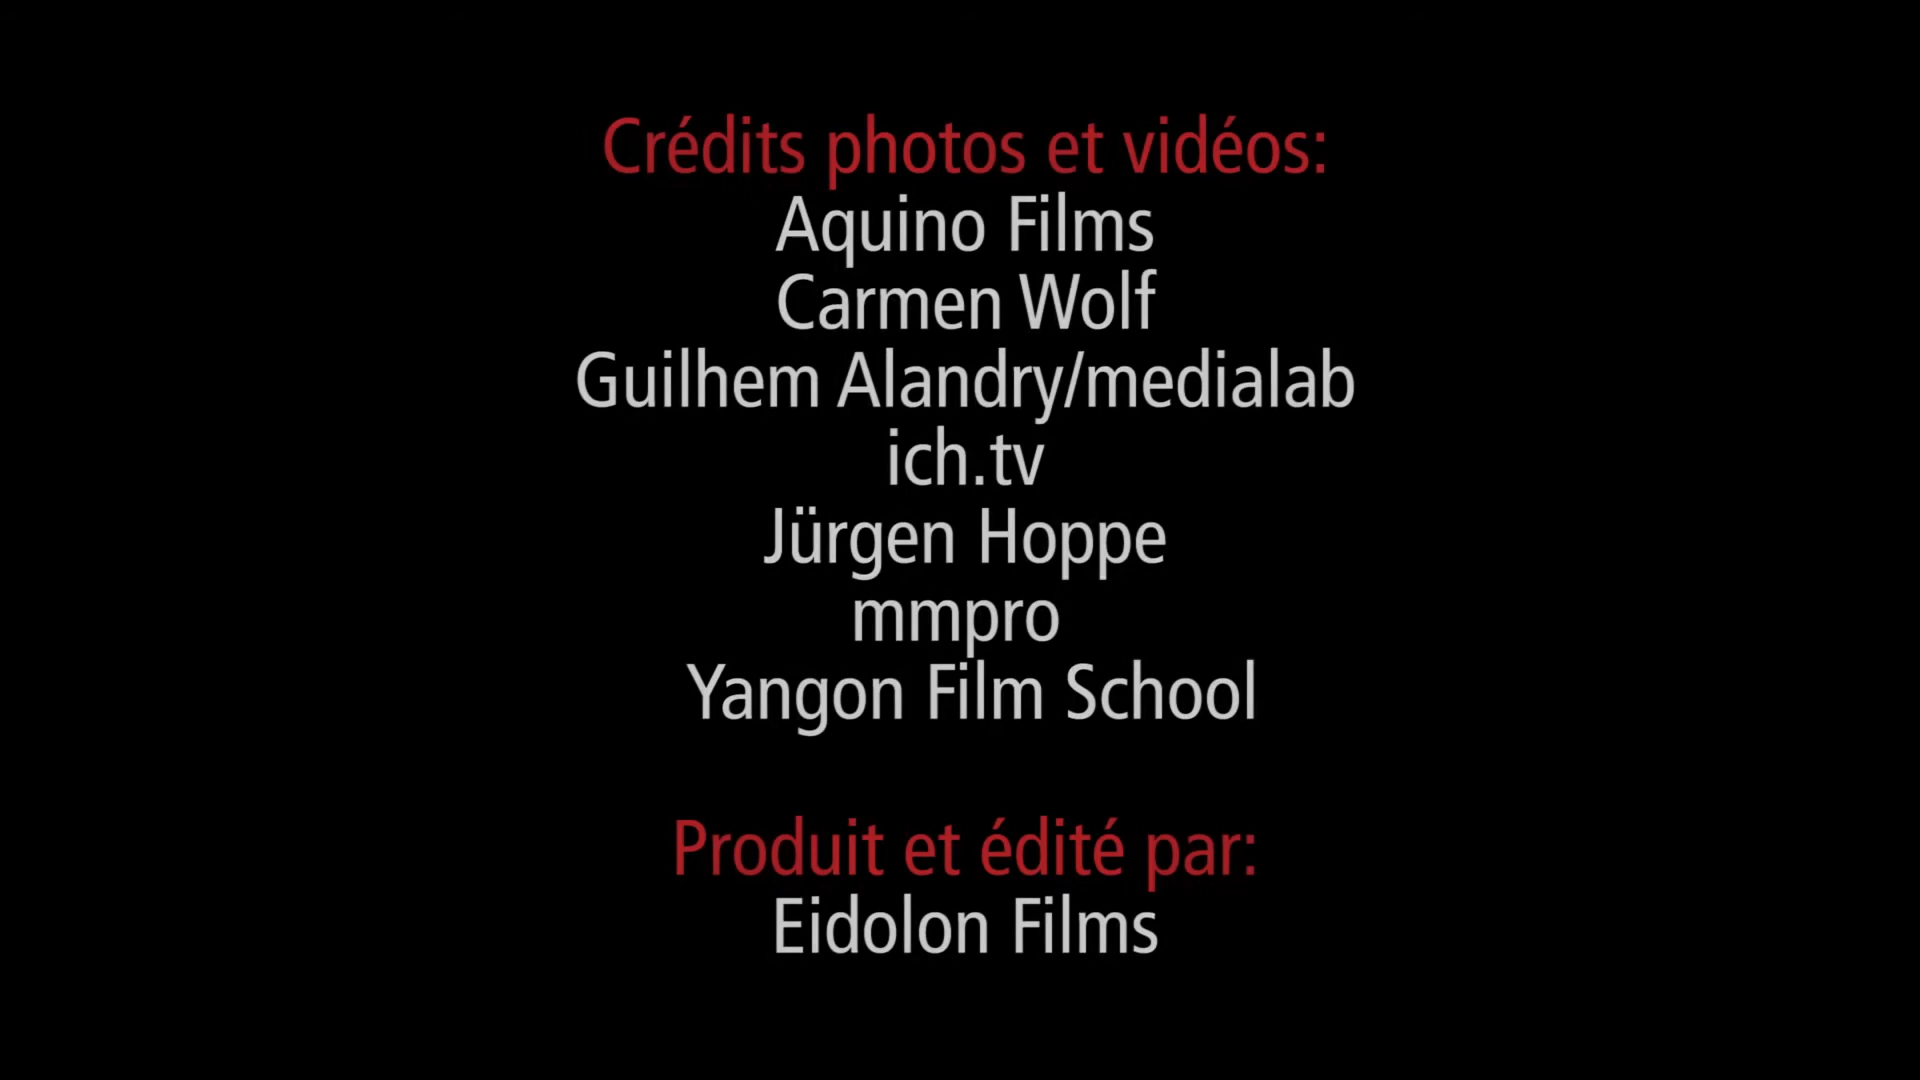 Crédits photos et vidéos:
Aquino Films
Carmen Wolf
Guilhem Alandry/medialab
ich.tv
Jürgen Hoppe
mmpro
Yangon Film School
Produit et édité par:
Eidolon Films